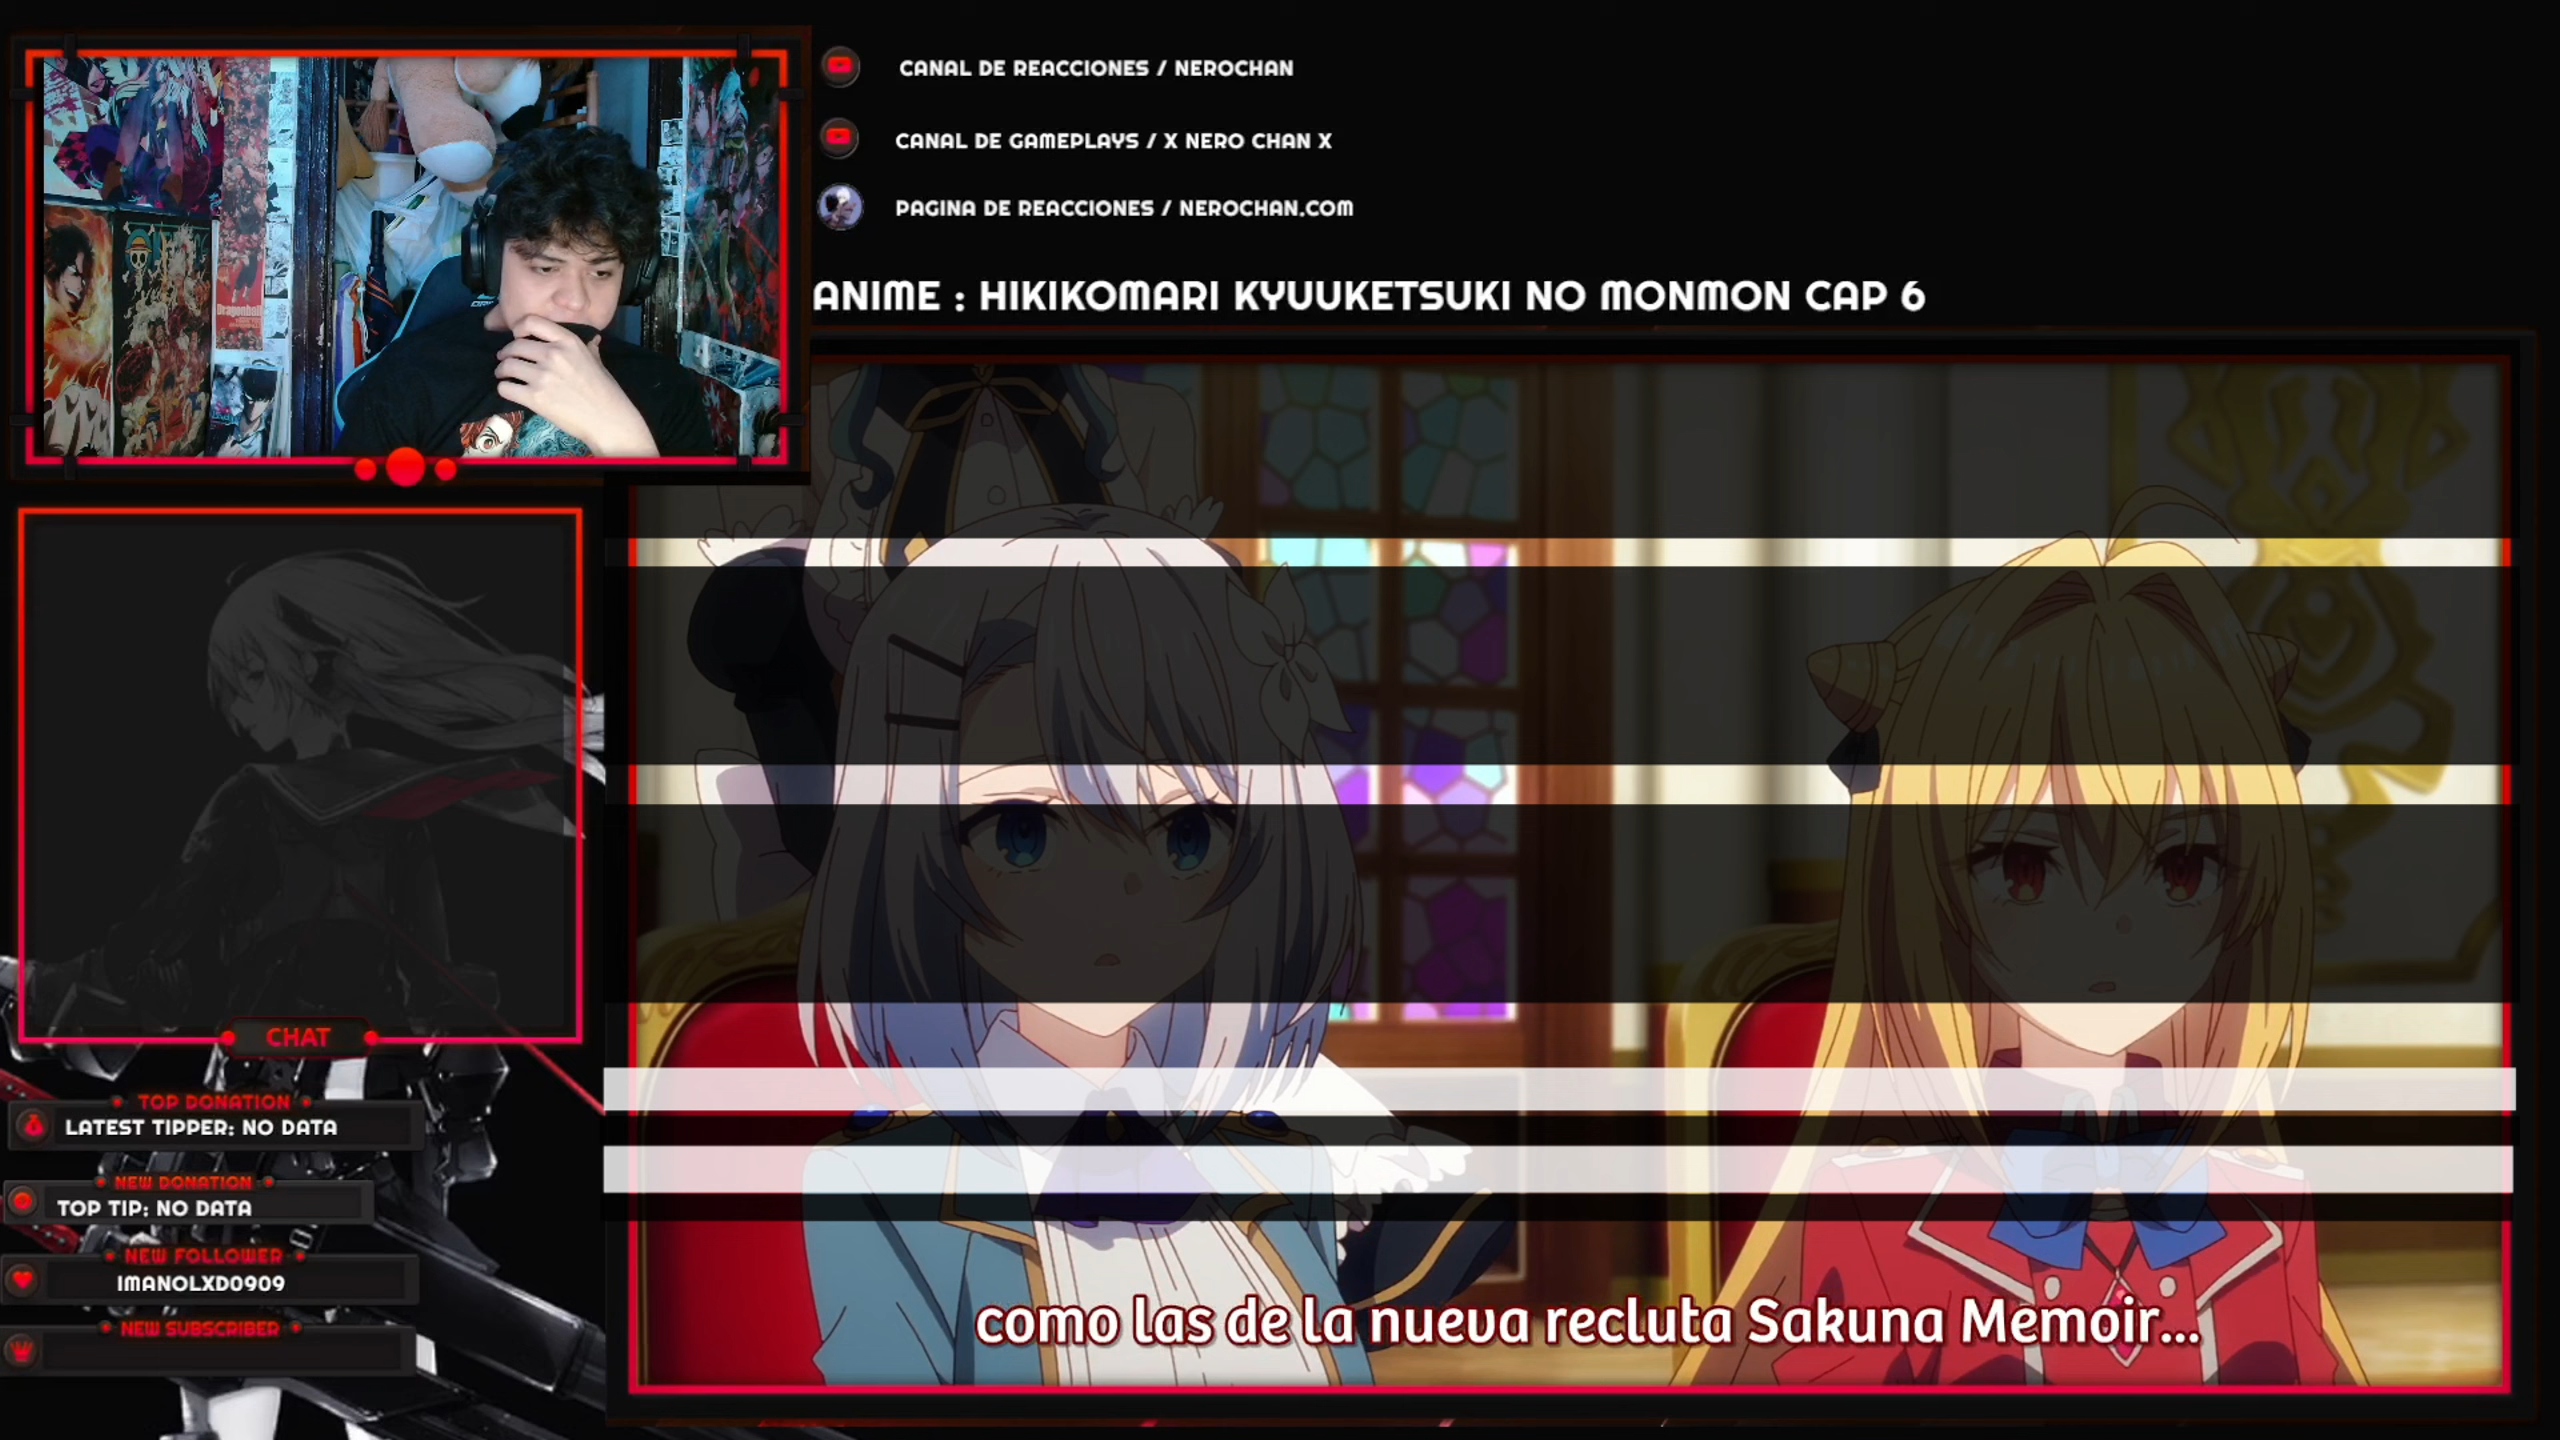 CANAL DE REACCIONES / NEROCHAN
CANAL DE GAMEPLAYS / X NERO CHAN X
PAGINA DE REACCIONES / NEROCHAN.COM
ANIME : HIKIKOMARI KYUUKETSUKI NO MONMON CAP 6
Dragonball
CHAT
TOP DONATION
LATEST TIPPER: NO DATA
NEW DONATION
TOP TIP: NO DATA
NEW FOLLOWER
IMANOLXD0909
NEW SUBSCRIBER
como las de la nueva recluta Sakuna Memoir...